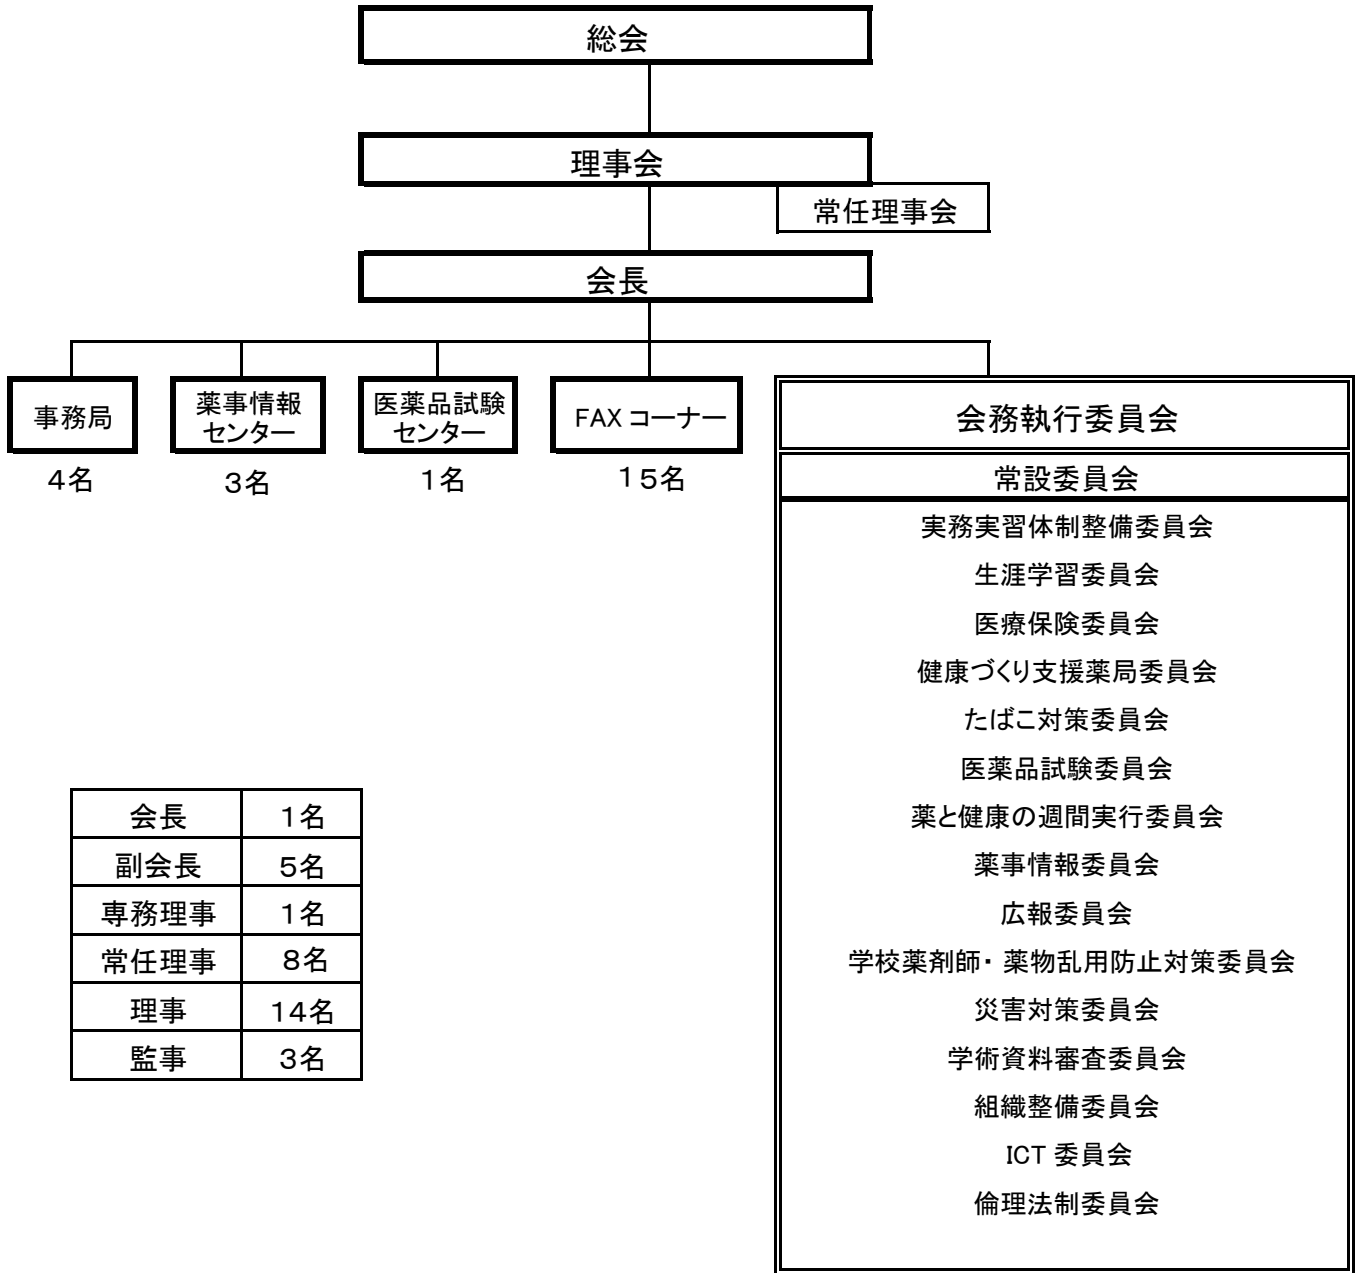 総会
理事会
常任理事会
会長
事務局
4名
薬事情報
センター
3名
医薬品試験
センター
1名
FAX コーナー
15名
会務執行委員会
常設委員会
実務実習体制整備委員会
生涯学習委員会
医療保険委員会
健康づくり支援薬局委員会
たばこ対策委員会
医薬品試験委員会
薬と健康の週間実行委員会
薬事情報委員会
広報委員会
学校薬剤師・薬物乱用防止対策委員会
災害対策委員会
学術資料審査委員会
組織整備委員会
ICT 委員会
倫理法制委員会
会長 1名
副会長 5名
専務理事 1名
常任理事 8名
理事 14名
監事 3名